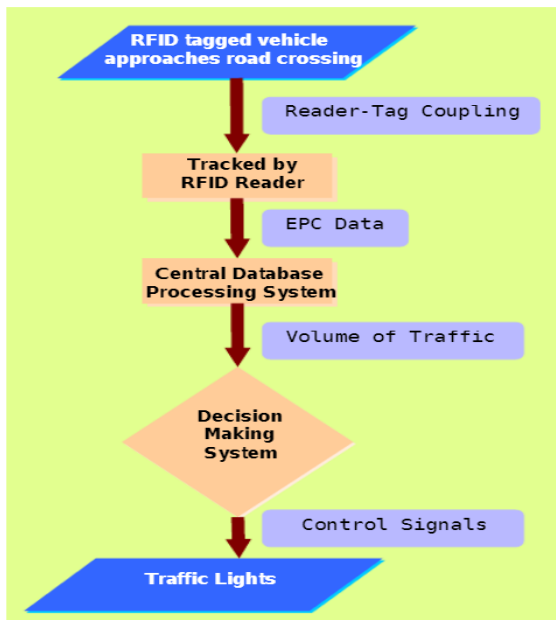 RFID tagged vehicle
approaches road crossing
Reader-Tag Coupling
Tracked by
RFID Reader
EPC Data
Central Database
Processing System
Volume of Traffic
Decision
Making
System
Control Signals
Traffic Lights